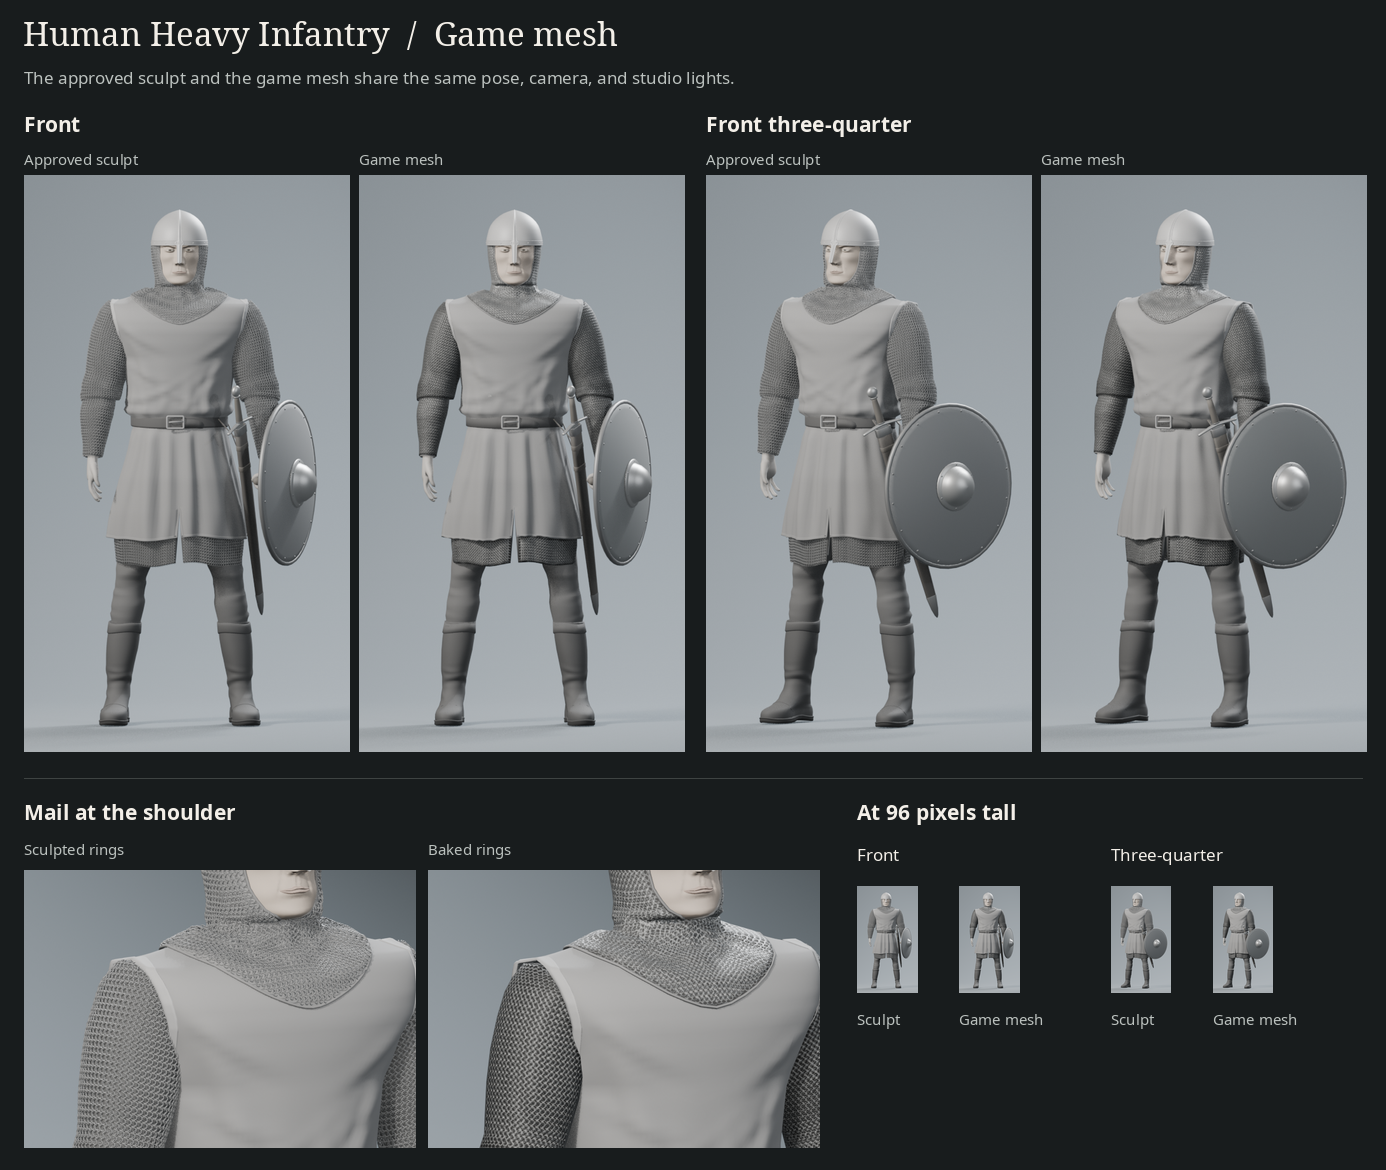 Human Heavy Infantry / Game mesh
The approved sculpt and the game mesh share the same pose, camera, and studio lights.
Front
Front three-quarter
Approved sculpt
Game mesh
Approved sculpt
Game mesh
Mail at the shoulder
Sculpted rings
Baked rings
At 96 pixels tall
Front
Three-quarter
Sculpt
Game mesh
Sculpt
Game mesh